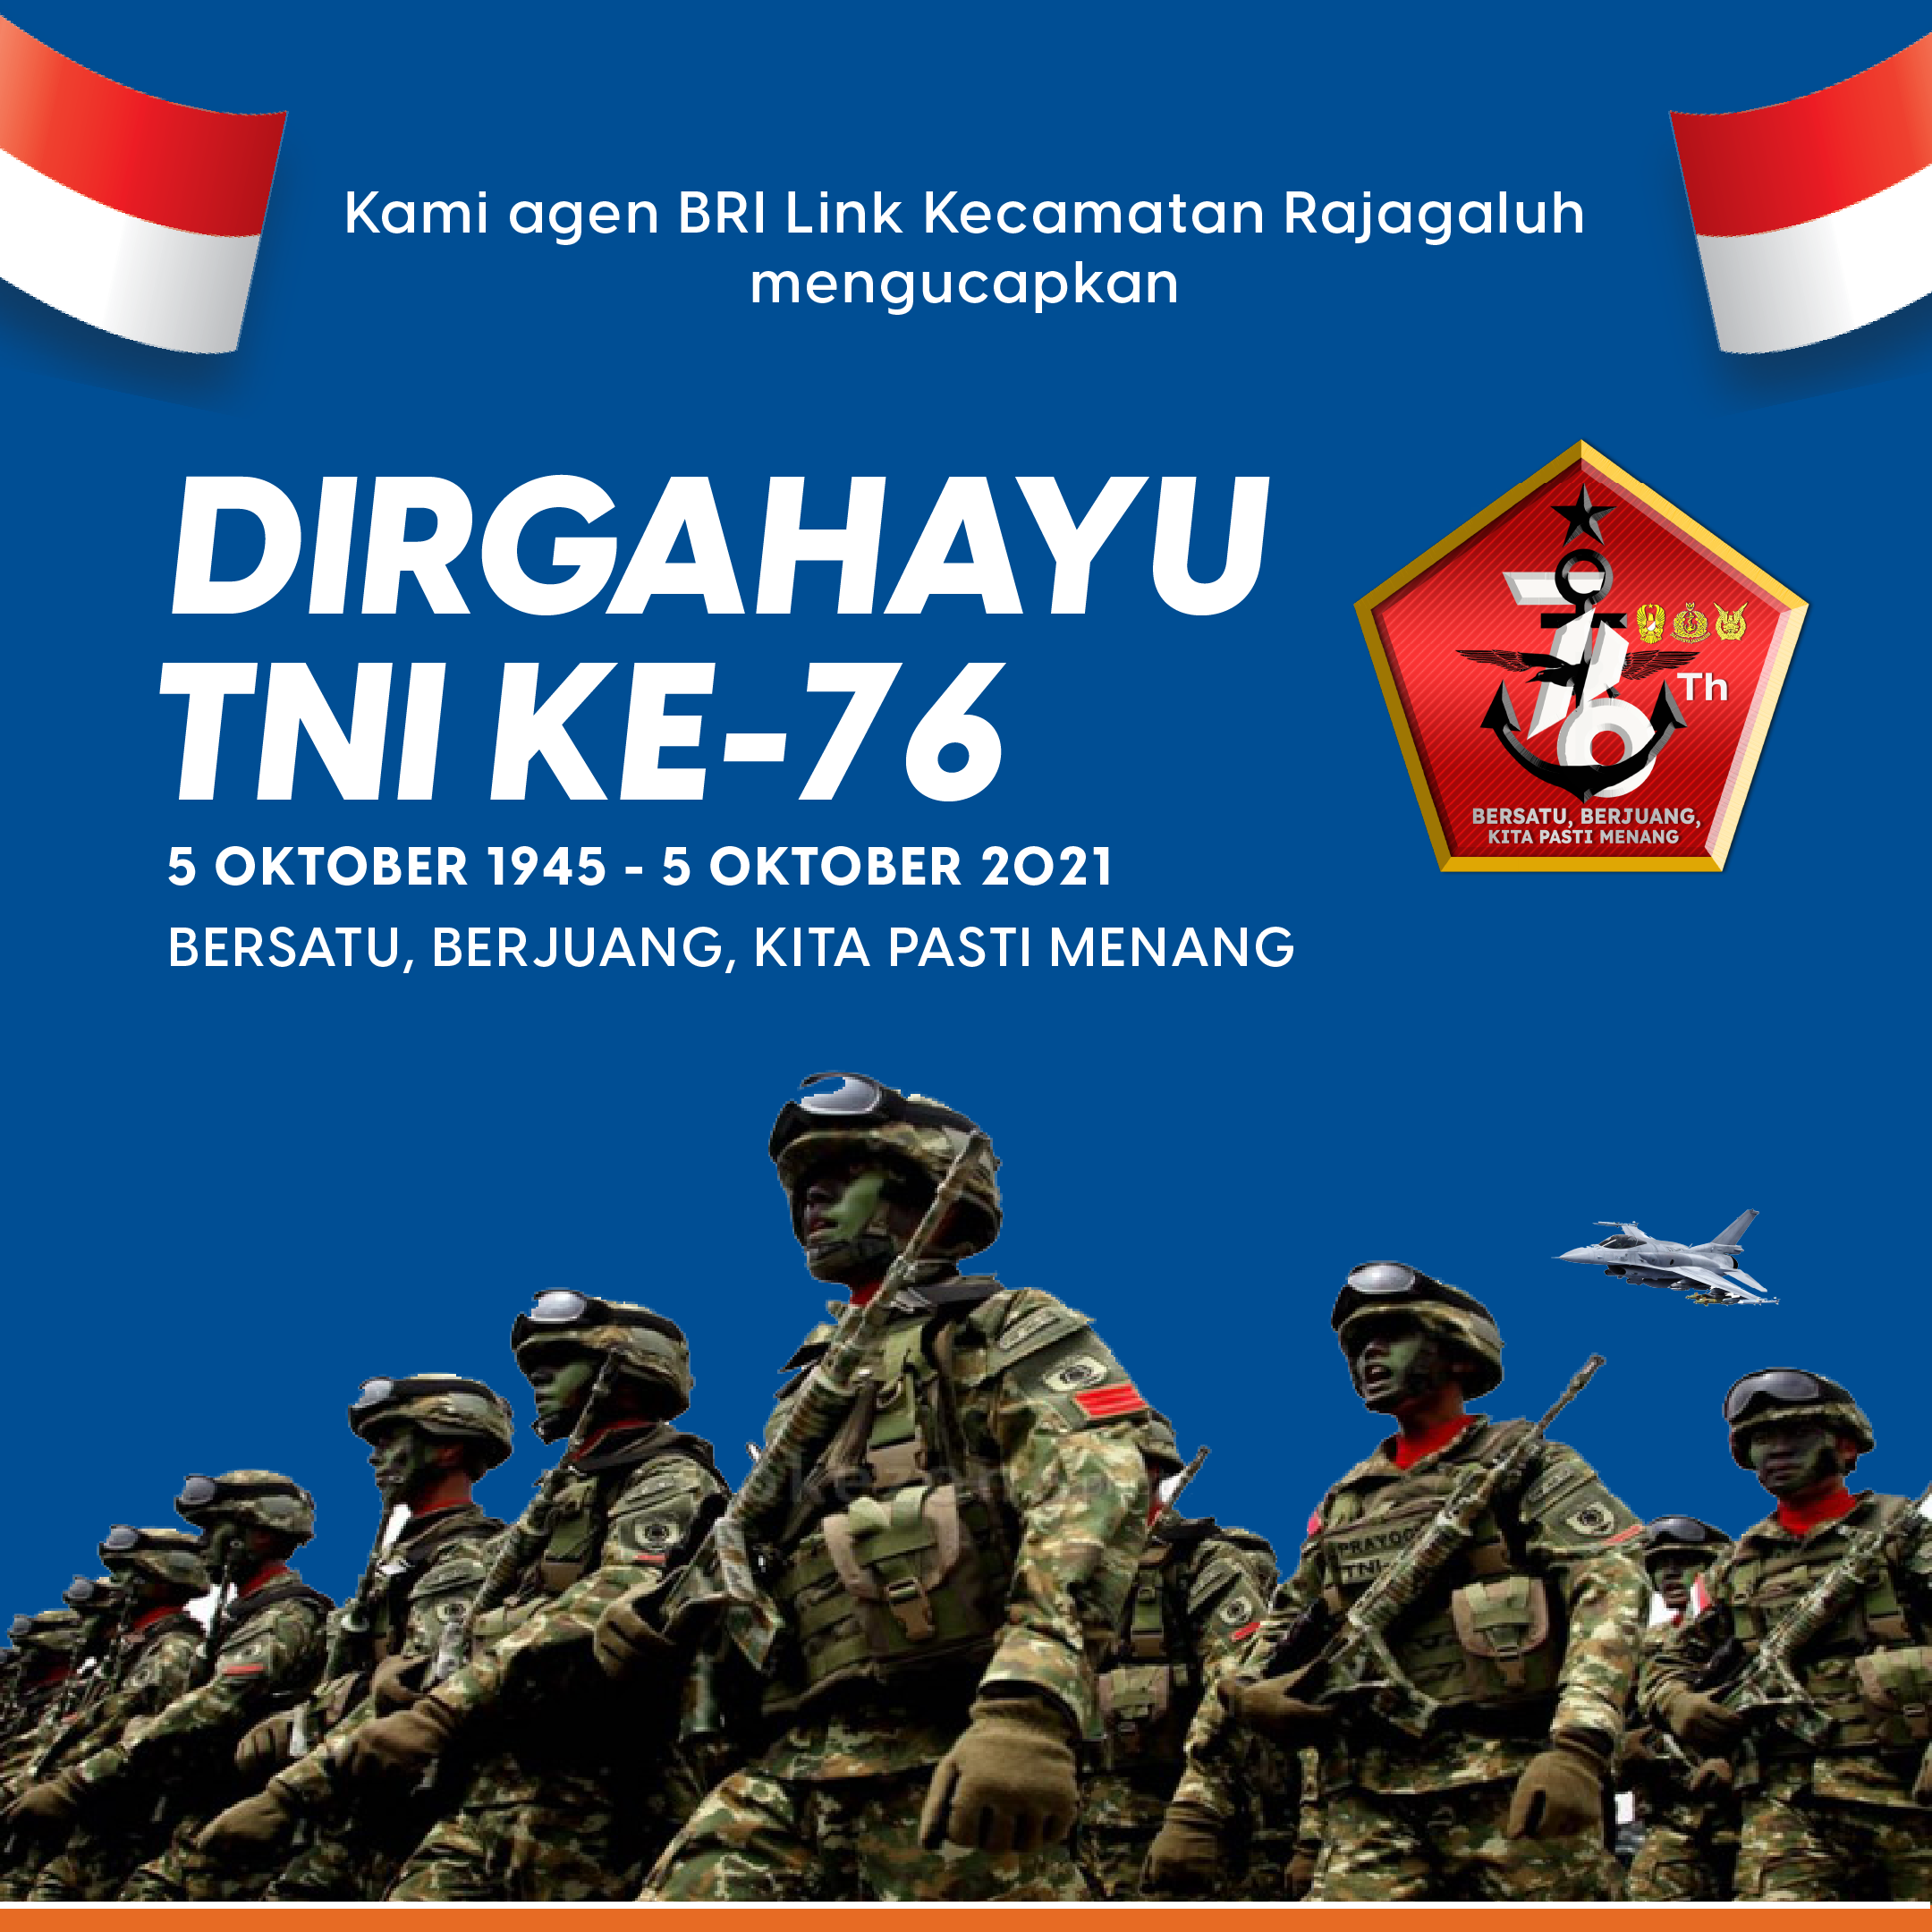 Kami agen BRI Link Kecamatan Rajagaluh
mengucapkan
DIRGAHAYU
TNI KE-76
5 OKTOBER 1945 - 5 OKTOBER 2021
BERSATU, BERJUANG, KITA PASTI MENANG
76
Th
BERSATU, BERJUANG,
KITA PASTI MENANG
TNI-